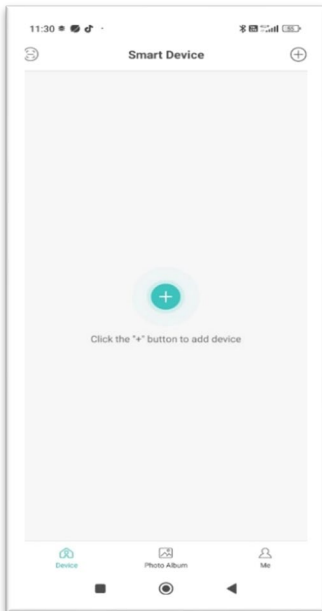 11:30
Smart Device
Click the "+" button to add device
Device
Photo Album
Me